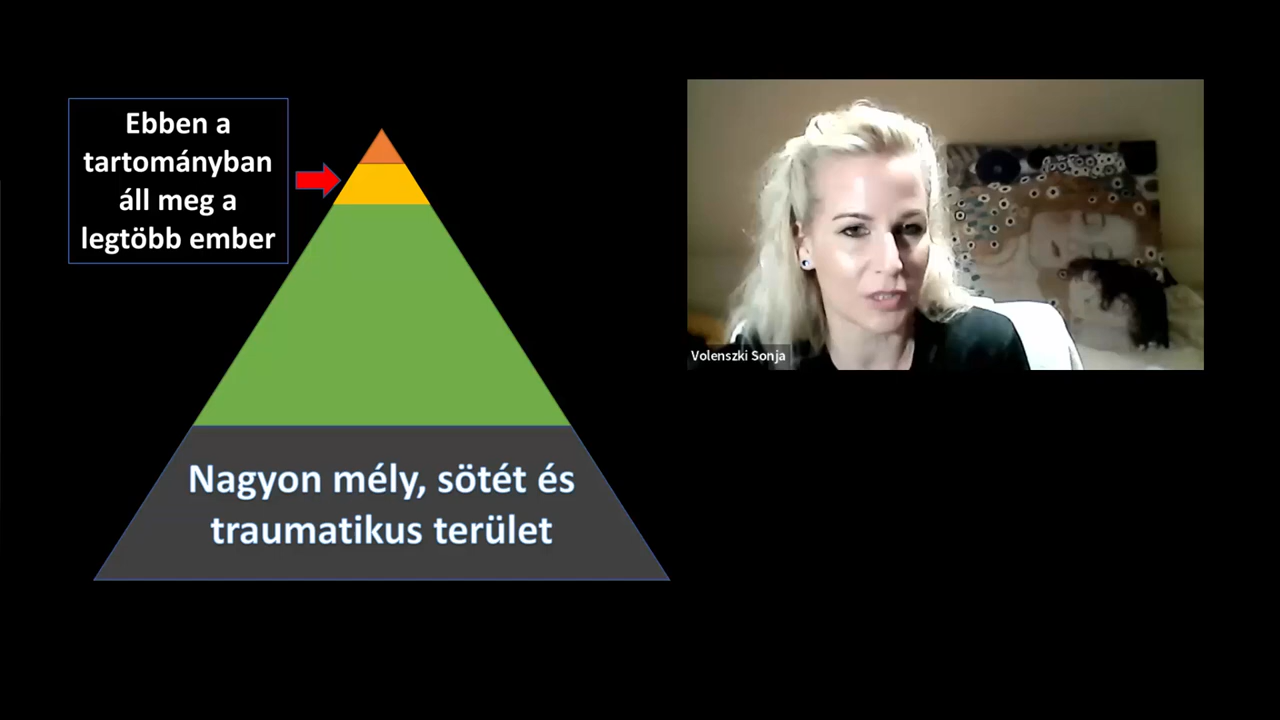 Ebben a
tartományban
áll meg a
legtöbb ember
Nagyon mély, sötét és
traumatikus terület
Volenszki Sonja